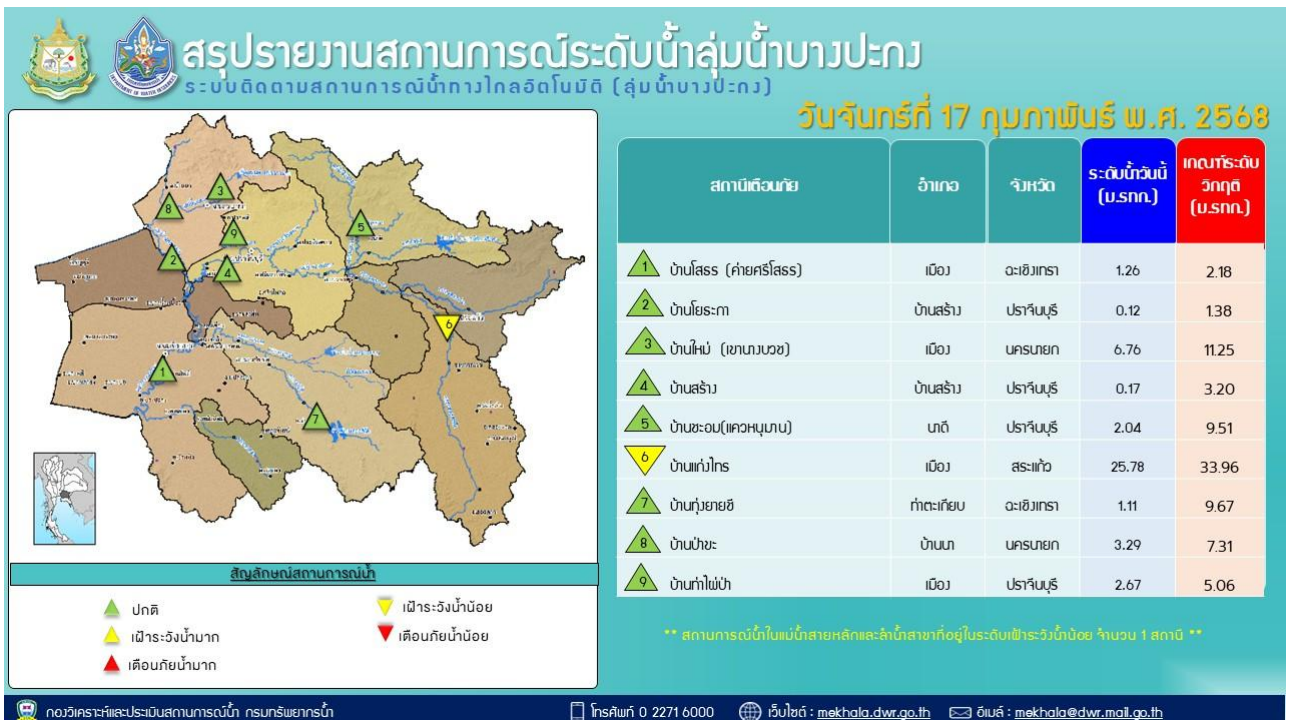 สรุปรายงานสถานการณ์ระดับน้ำลุ่มน้ำบางปะกง
ระบบติดตามสถานการณ์น้ำทางไกลอัตโนมัติ (ลุ่มน้ำบางปะกง)
วันจันทร์ที่ 17 กุมภาพันธ์ พ.ศ. 2568
สถานีเตือนภัย อำเภอ จังหวัด ระดับน้ำวันนี้ (ม.รทก.) เกณฑ์ระดับวิกฤติ (ม.รทก.)
1 บ้านโสธร (ค่ายศรีโสธร) เมือง ฉะเชิงเทรา 1.26 2.18
2 บ้านโยธะกา บ้านสร้าง ปราจีนบุรี 0.12 1.38
3 บ้านใหม่ (เขานางบวช) เมือง นครนายก 6.76 11.25
4 บ้านสร้าง บ้านสร้าง ปราจีนบุรี 0.17 3.20
5 บ้านซะอม(แควหนุมาน) นาดี ปราจีนบุรี 2.04 9.51
6 บ้านแก่งไทร เมือง สระแก้ว 25.78 33.96
7 บ้านทุ่งยายชี ท่าตะเกียบ ฉะเชิงเทรา 1.11 9.67
8 บ้านป่าขะ บ้านนา นครนายก 3.29 7.31
9 บ้านท่าไผ่ป่า เมือง ปราจีนบุรี 2.67 5.06
** สถานการณ์น้ำในแม่น้ำสายหลักและลำน้ำสาขาที่อยู่ในระดับเฝ้าระวังน้ำน้อย จำนวน 1 สถานี **
3
8
9
5
2
4
6
1
7
สัญลักษณ์สถานการณ์น้ำ
ปกติ
เฝ้าระวังน้ำมาก
เตือนภัยน้ำมาก
เฝ้าระวังน้ำน้อย
เตือนภัยน้ำน้อย
กองวิเคราะห์และประเมินสถานการณ์น้ำ กรมทรัพยากรน้ำ โทรศัพท์ 0 2271 6000 เว็บไซต์ : mekhala.dwr.go.th อีเมล์ : mekhala@dwr.mail.go.th